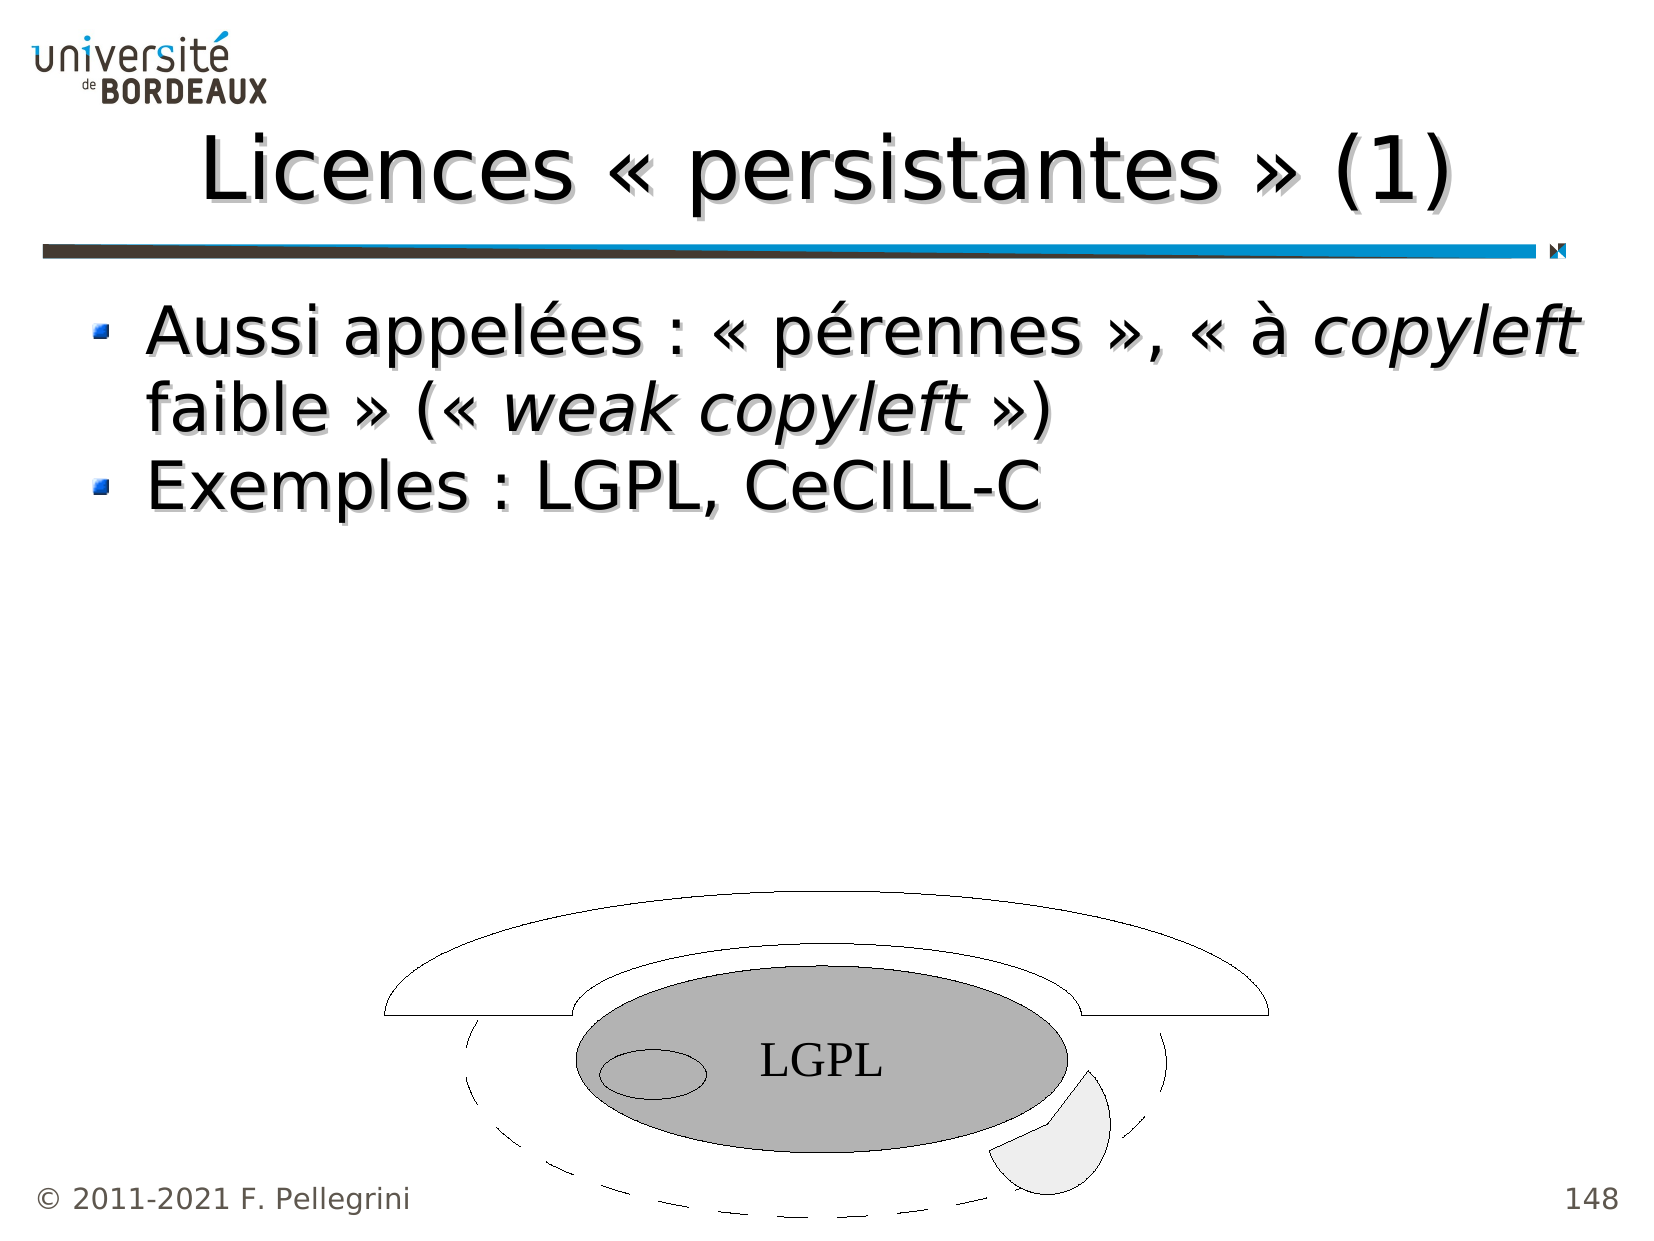 université
de BORDEAUX
Licences « persistantes » (1)
Aussi appelées : « pérennes », « à copyleft
faible » (« weak copyleft »)
Exemples : LGPL, CeCILL-C
LGPL
© 2011-2021 F. Pellegrini
148